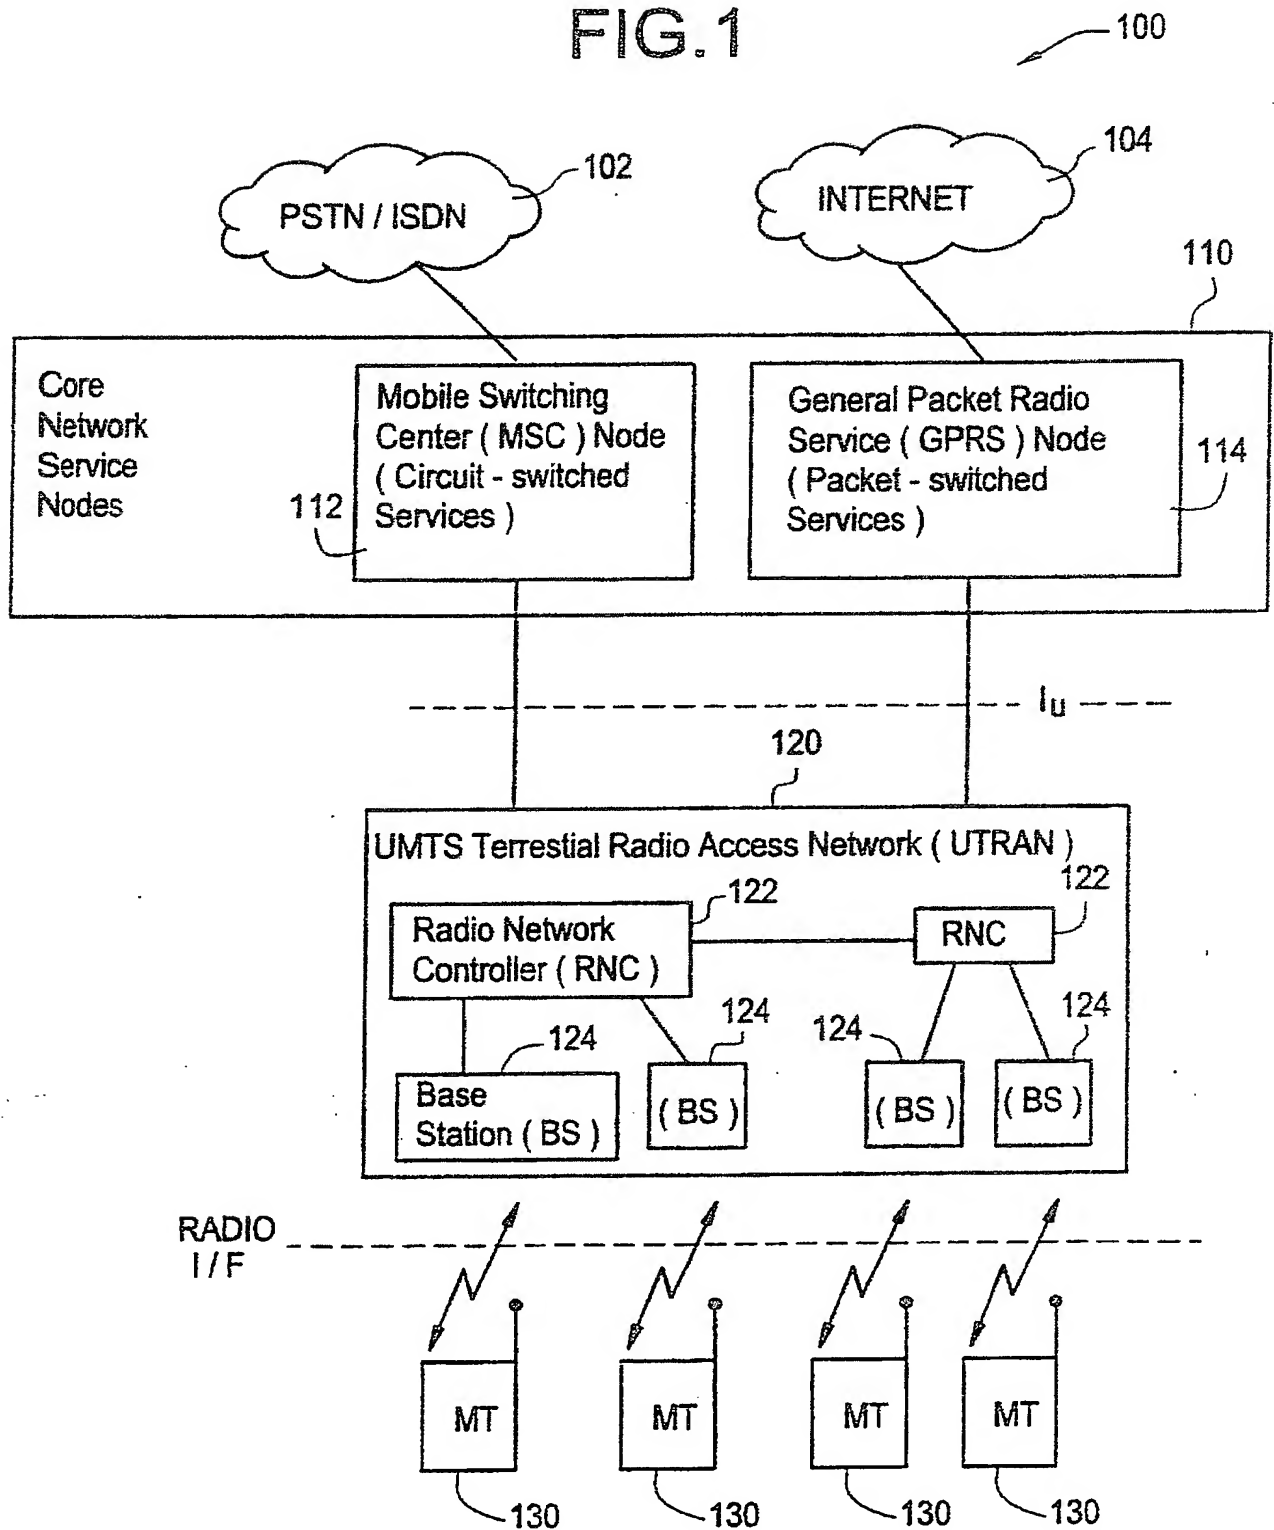 FIG.1
100
102
104
PSTN / ISDN
INTERNET
110
Core
Network
Service
Nodes
Mobile Switching
Center ( MSC ) Node
( Circuit - switched
Services )
112
General Packet Radio
Service ( GPRS ) Node
( Packet - switched
Services )
114
Iu
120
UMTS Terrestial Radio Access Network ( UTRAN )
122
122
Radio Network
Controller ( RNC )
RNC
124
124
124
124
Base
Station ( BS )
( BS )
( BS )
( BS )
RADIO
I / F
MT
MT
MT
MT
130
130
130
130